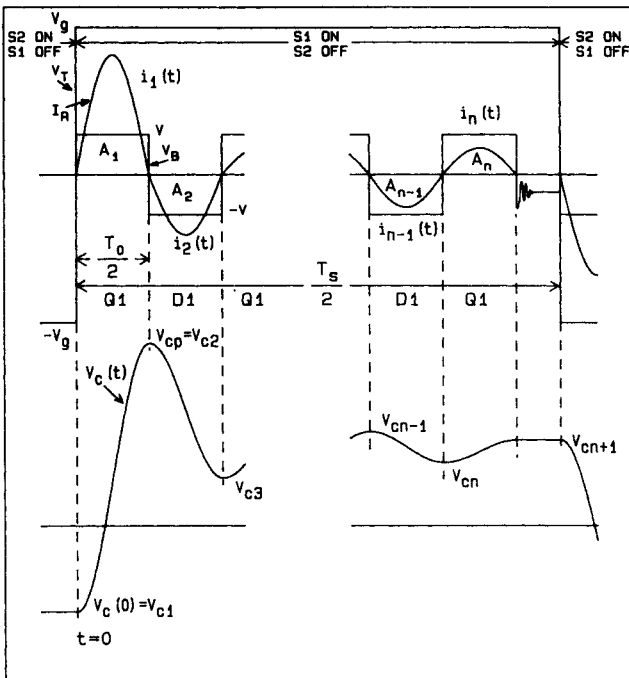 Vg
S2 ON S1 ON S2 ON
S1 OFF S2 OFF S1 OFF
VT
i1(t)
IR
in(t)
V
A1
VB
An
A2
An-1
-V
i2(t)
in-1(t)
T0
2
Ts
2
Q1 D1 Q1 D1 Q1
-Vg
Vcp=Vc2
Vc(t)
Vcn-1
Vcn+1
Vc3
Vcn
Vc(0)=Vc1
t=0